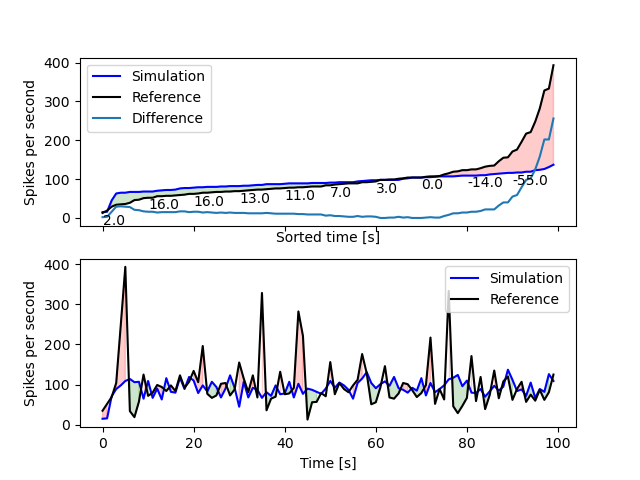 400
300
200
100
0
Spikes per second
Simulation
Reference
Difference
2.0
16.0
16.0
13.0
11.0
7.0
3.0
0.0
-14.0
-55.0
Sorted time [s]
400
300
200
100
0
Spikes per second
Simulation
Reference
0
20
40
60
80
100
Time [s]